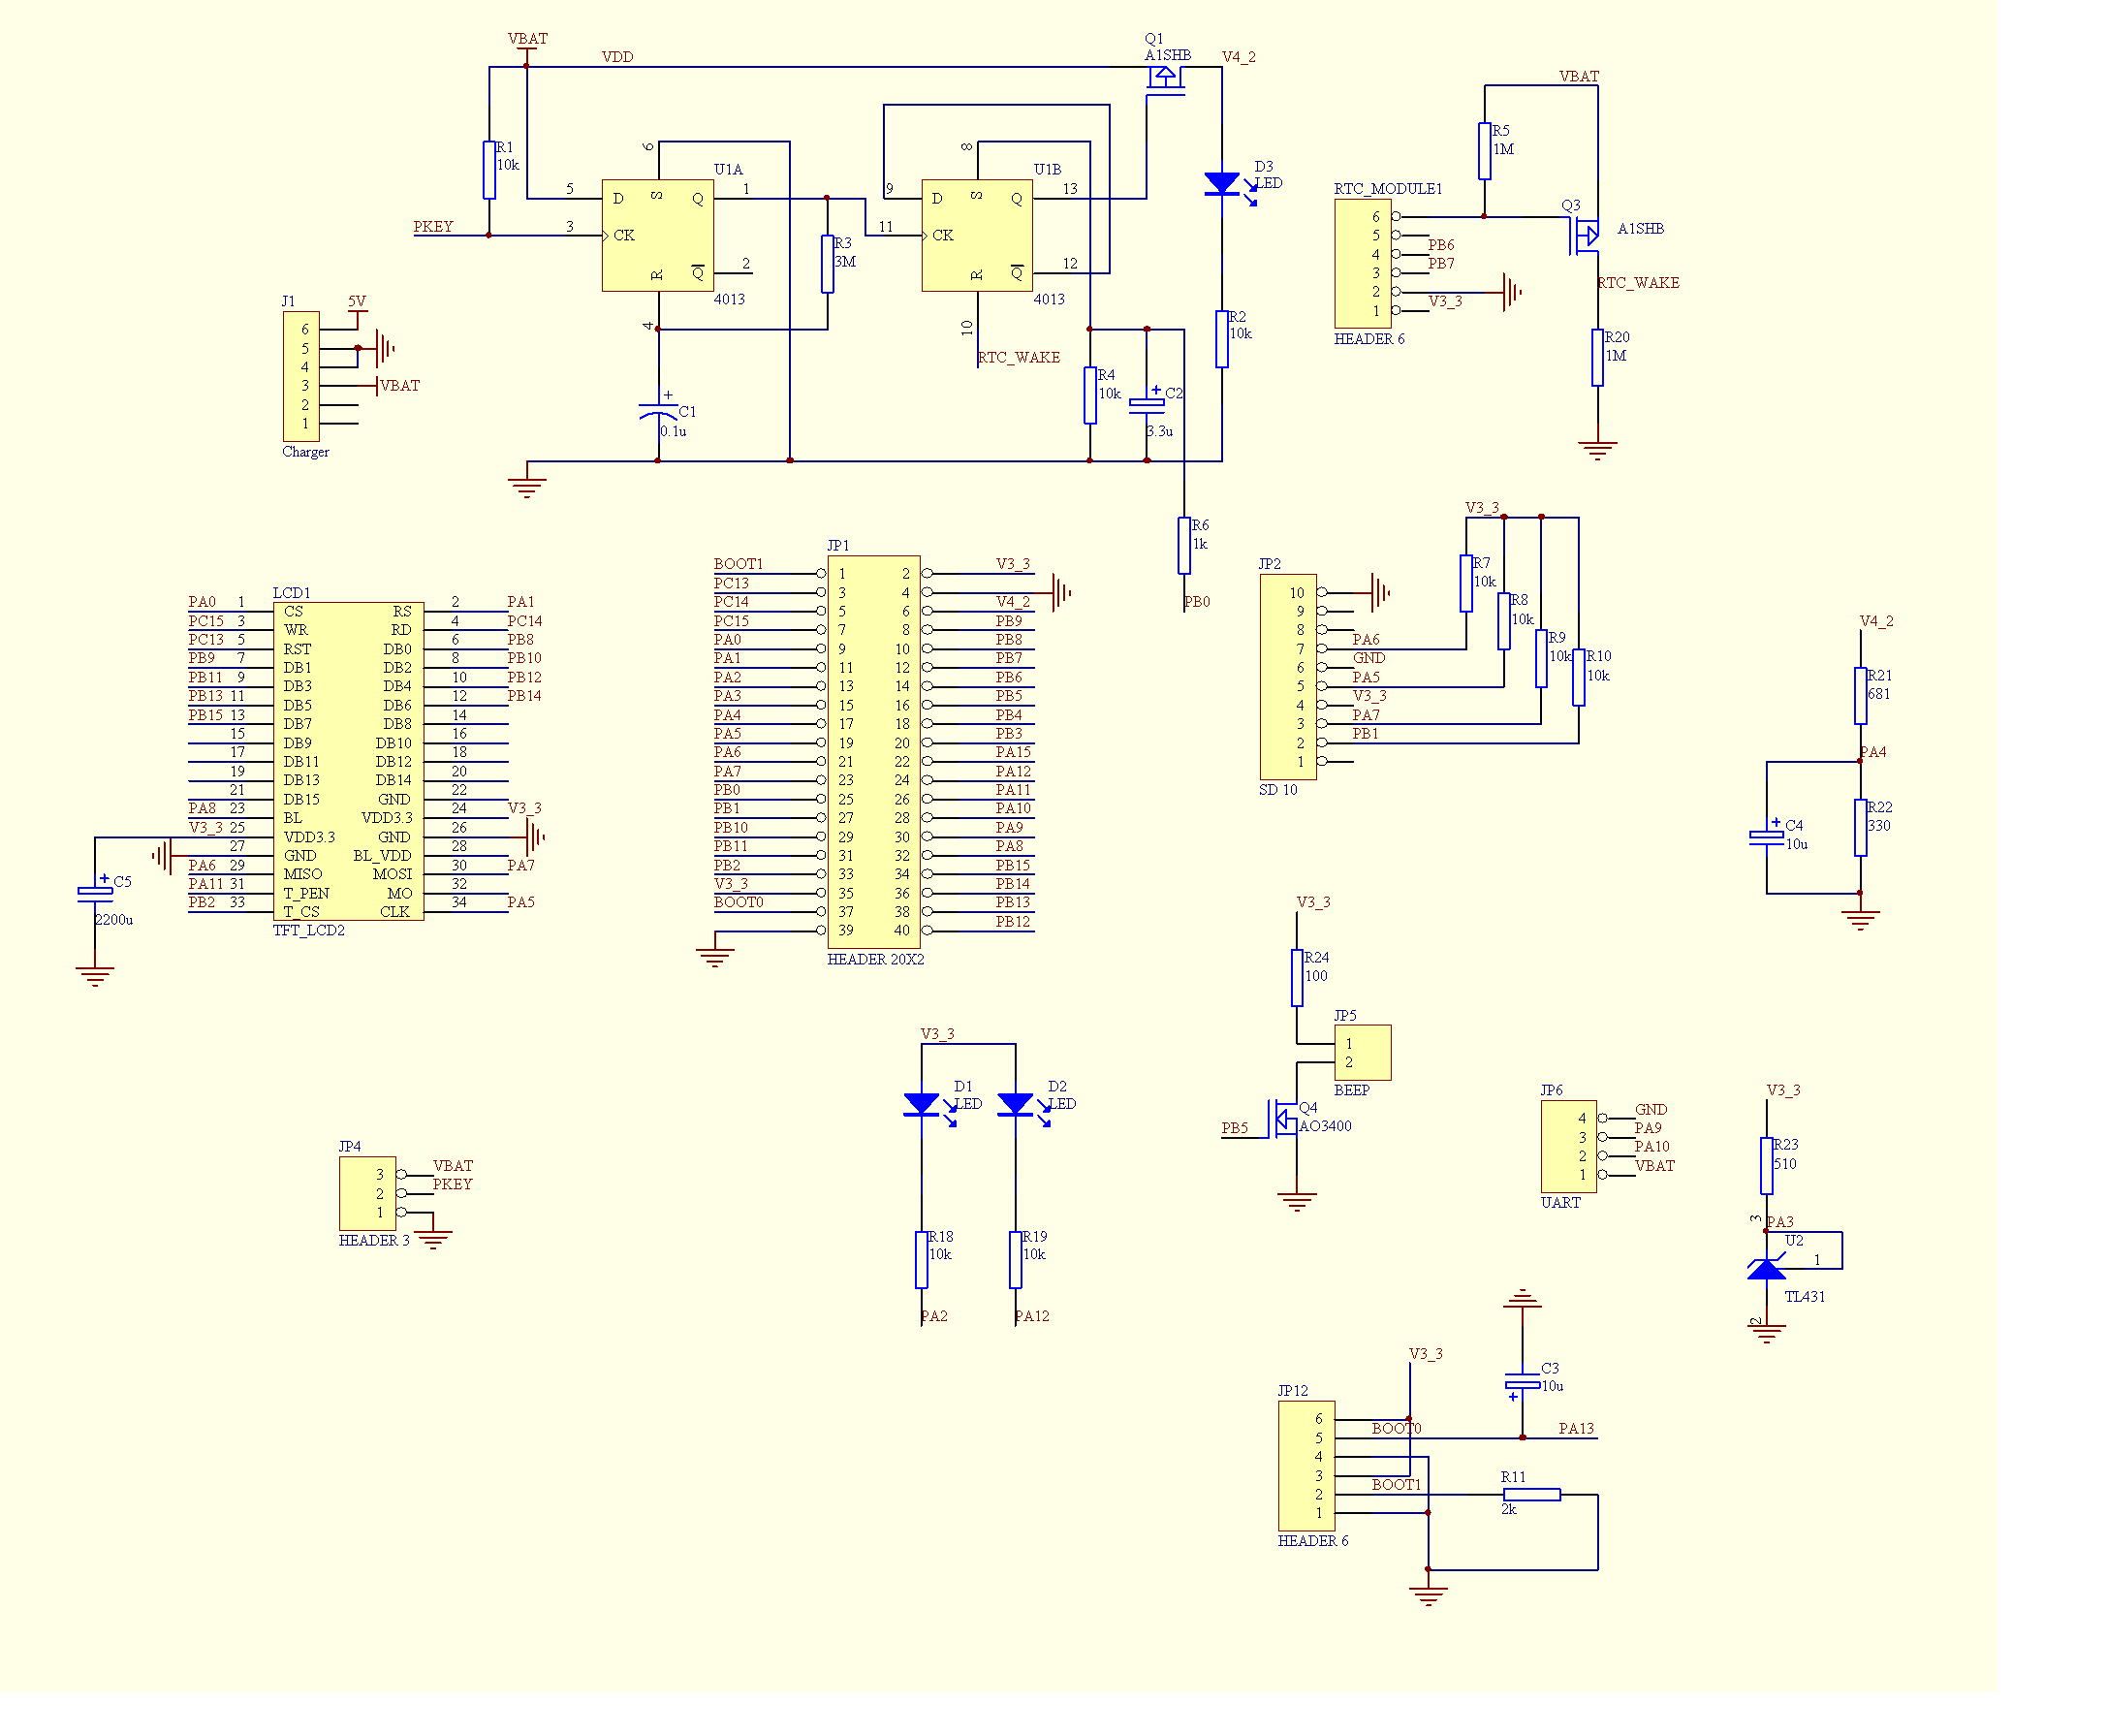 VBAT
VDD
Q1
A1SHB
V4_2
R1
10k
PKEY
6
U1A
5 D S Q 1
3 CK
R Q 2
4
4013
R3
3M
8
U1B
9 D S Q 13
11 CK
R Q 12
10
4013
RTC_WAKE
D3
LED
R2
10k
R4
10k
C2
3.3u
C1
0.1u
R6
1k
PB0
VBAT
R5
1M
RTC_MODULE1
6
5
4 PB6
3 PB7
2
1 V3_3
HEADER 6
Q3
A1SHB
RTC_WAKE
R20
1M
J1
5V
6
5
4
3 VBAT
2
1
Charger
LCD1
PA0 1 CS RS 2 PA1
PC15 3 WR RD 4 PC14
PC13 5 RST DB0 6 PB8
PB9 7 DB1 DB2 8 PB10
PB11 9 DB3 DB4 10 PB12
PB13 11 DB5 DB6 12 PB14
PB15 13 DB7 DB8 14
15 DB9 DB10 16
17 DB11 DB12 18
19 DB13 DB14 20
21 DB15 GND 22
PA8 23 BL VDD3.3 24 V3_3
V3_3 25 VDD3.3 GND 26
27 GND BL_VDD 28
PA6 29 MISO MOSI 30 PA7
PA11 31 T_PEN MO 32
PB2 33 T_CS CLK 34 PA5
TFT_LCD2
C5
2200u
JP1
BOOT1 1 2 V3_3
PC13 3 4
PC14 5 6 V4_2
PC15 7 8 PB9
PA0 9 10 PB8
PA1 11 12 PB7
PA2 13 14 PB6
PA3 15 16 PB5
PA4 17 18 PB4
PA5 19 20 PB3
PA6 21 22 PA15
PA7 23 24 PA12
PB0 25 26 PA11
PB1 27 28 PA10
PB10 29 30 PA9
PB11 31 32 PA8
PB2 33 34 PB15
V3_3 35 36 PB14
BOOT0 37 38 PB13
39 40 PB12
HEADER 20X2
JP2
10
9
8
7 PA6
6 GND
5 PA5
4 V3_3
3 PA7
2 PB1
1
SD 10
V3_3
R7
10k
R8
10k
R9
10k
R10
10k
V4_2
R21
681
PA4
R22
330
C4
10u
V3_3
R24
100
JP5
1
2
BEEP
Q4
AO3400
PB5
V3_3
D1
LED
D2
LED
R18
10k
R19
10k
PA2
PA12
JP4
3 VBAT
2 PKEY
1
HEADER 3
JP6
4 GND
3 PA9
2 PA10
1 VBAT
UART
V3_3
R23
510
3
PA3
U2
1
TL431
2
V3_3
C3
10u
JP12
6
5 BOOT0 PA13
4
3
2 BOOT1
1
HEADER 6
R11
2k